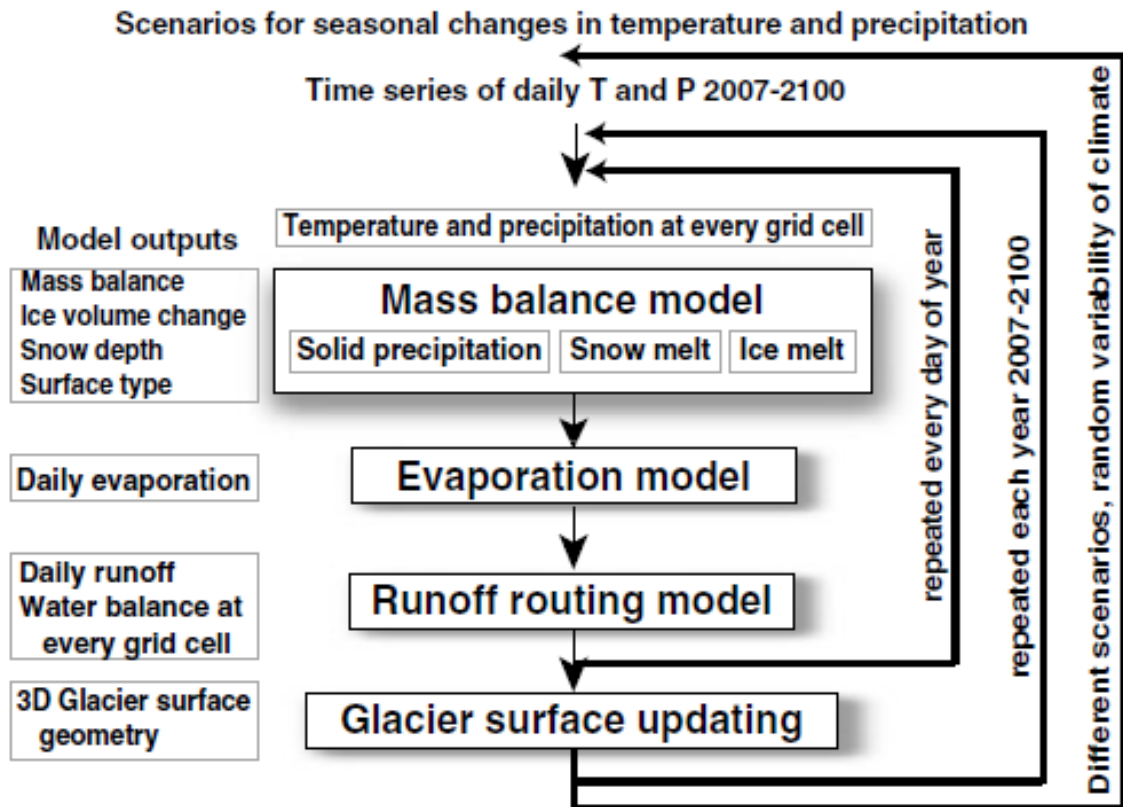 Scenarios for seasonal changes in temperature and precipitation
Time series of daily T and P 2007-2100
Temperature and precipitation at every grid cell
Model outputs
Mass balance
Ice volume change
Snow depth
Surface type
Mass balance model
Solid precipitation
Snow melt
Ice melt
Daily evaporation
Evaporation model
Daily runoff
Water balance at
every grid cell
Runoff routing model
3D Glacier surface
geometry
Glacier surface updating
repeated every day of year
repeated each year 2007-2100
Different scenarios, random variability of climate